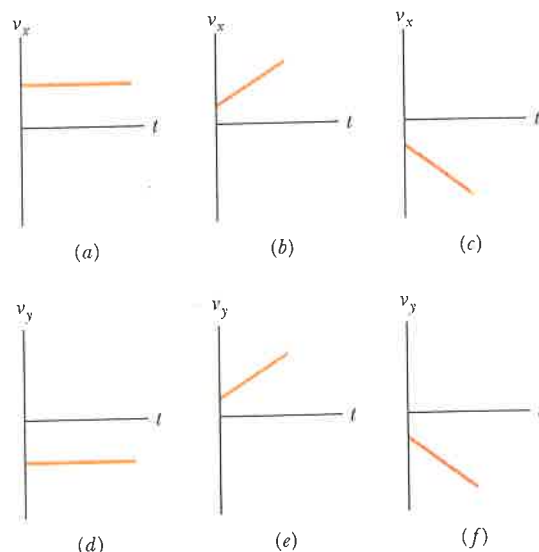 v_x v_x v_x
t t t
(a) (b) (c)
v_y v_y v_y
t t
(d) (e) (f)